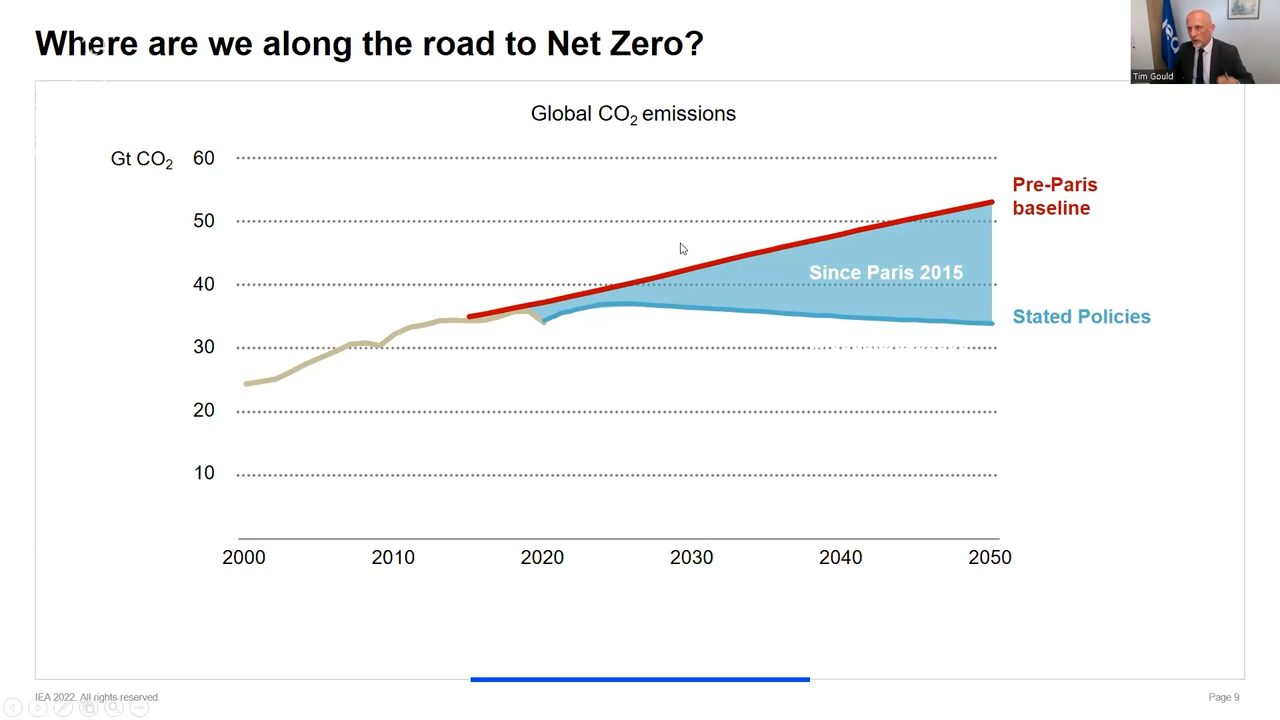 Where are we along the road to Net Zero?
Tim Gould
Global CO₂ emissions
Gt CO₂
60
50
40
30
20
10
Pre-Paris
baseline
Since Paris 2015
Stated Policies
2000 2010 2020 2030 2040 2050
IEA 2022. All rights reserved.
Page 9